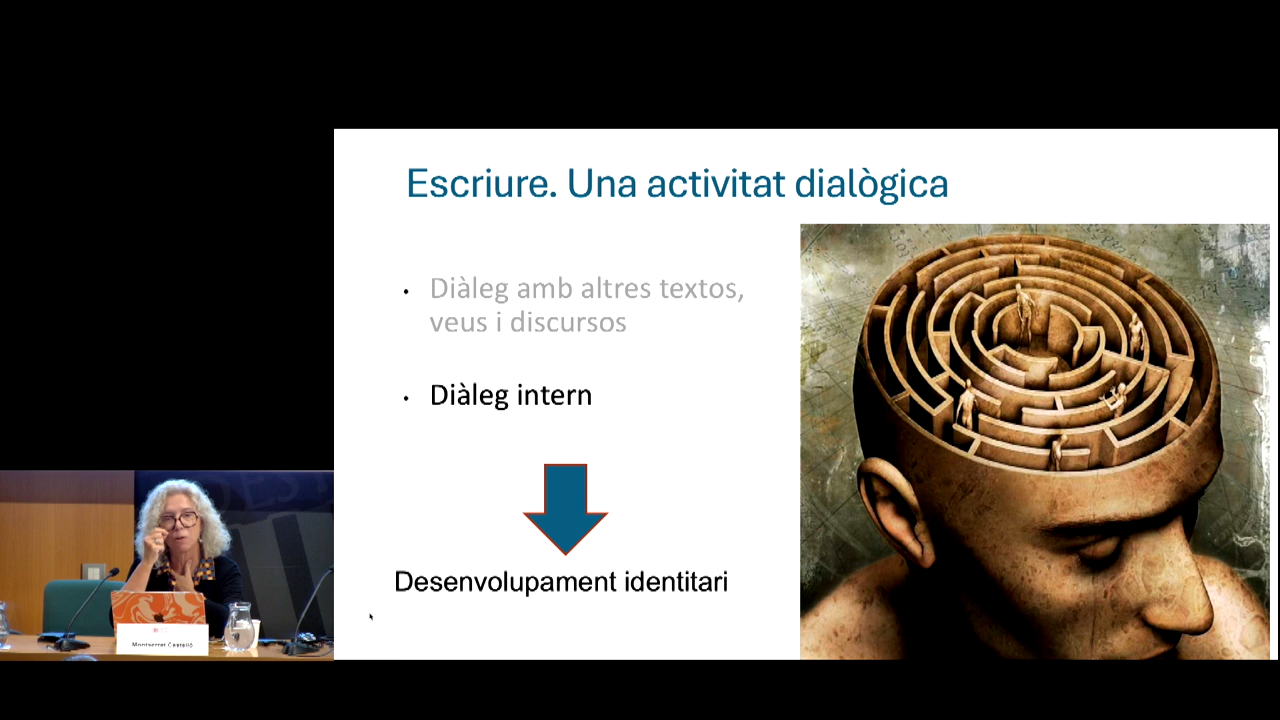 Escriure. Una activitat dialògica
• Diàleg amb altres textos,
veus i discursos
• Diàleg intern
Desenvolupament identitari
Montserrat Castelló